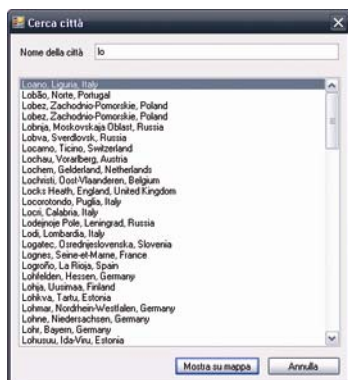 Cerca città
Nome della città lo
Loano, Liguria, Italy
Lobão, Norte, Portugal
Lobez, Zachodnio-Pomorskie, Poland
Lobez, Zachodnio-Pomorskie, Poland
Lobnja, Moskovskaja Oblast, Russia
Lobva, Sverdlovsk, Russia
Locarno, Ticino, Switzerland
Lochau, Vorarlberg, Austria
Lochem, Gelderland, Netherlands
Lochristi, Oost-Vlaanderen, Belgium
Locks Heath, England, United Kingdom
Locorotondo, Puglia, Italy
Locri, Calabria, Italy
Lodejnoje Pole, Leningrad, Russia
Lodi, Lombardia, Italy
Logatec, Osrednjeslovenska, Slovenia
Lognes, Seine-et-Marne, France
Logroño, La Rioja, Spain
Lohfelden, Hessen, Germany
Lohja, Uusimaa, Finland
Lohkva, Tartu, Estonia
Lohmar, Nordrhein-Westfalen, Germany
Lohne, Niedersachsen, Germany
Lohr, Bayern, Germany
Lohusuu, Ida-Viru, Estonia
Mostra su mappa Annulla